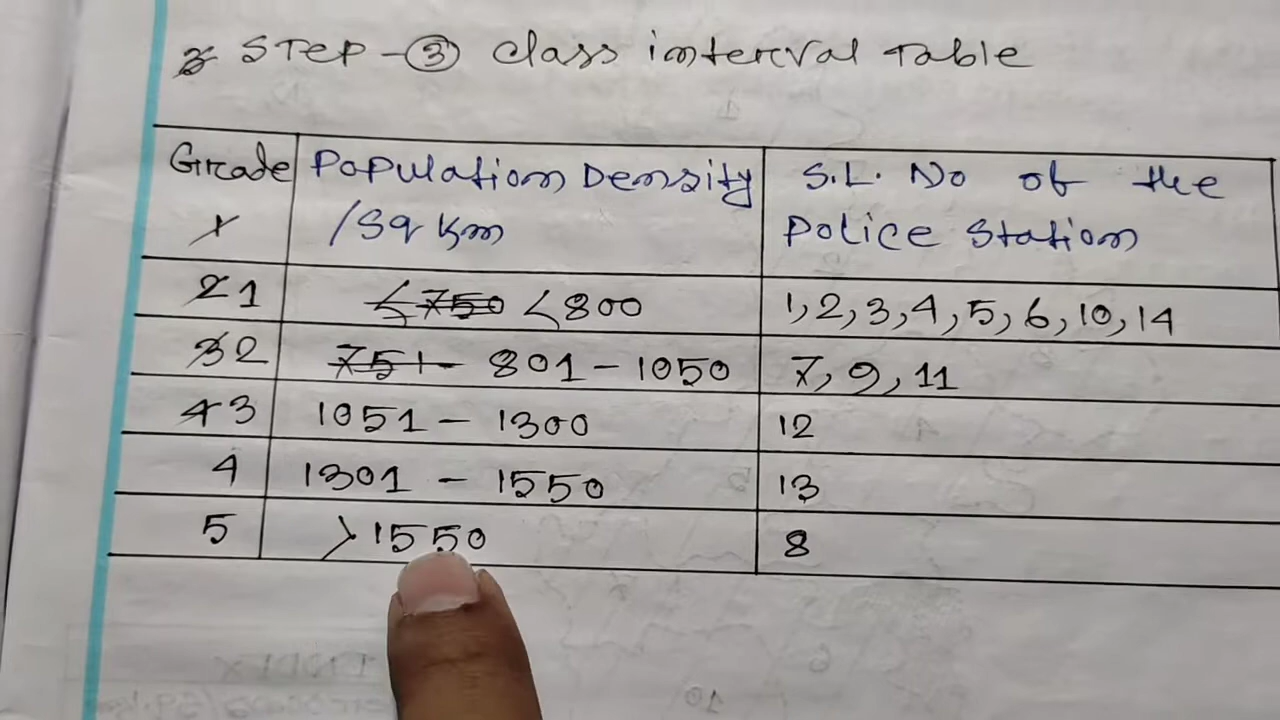 STEP - ③ class interval Table
Grade Population Density S.L. No of the
X /Sq km Police Station
1 <800 1, 2, 3, 4, 5, 6, 10, 14
2 801 - 1050 7, 9, 11
3 1051 - 1300 12
4 1301 - 1550 13
5 >1550 8